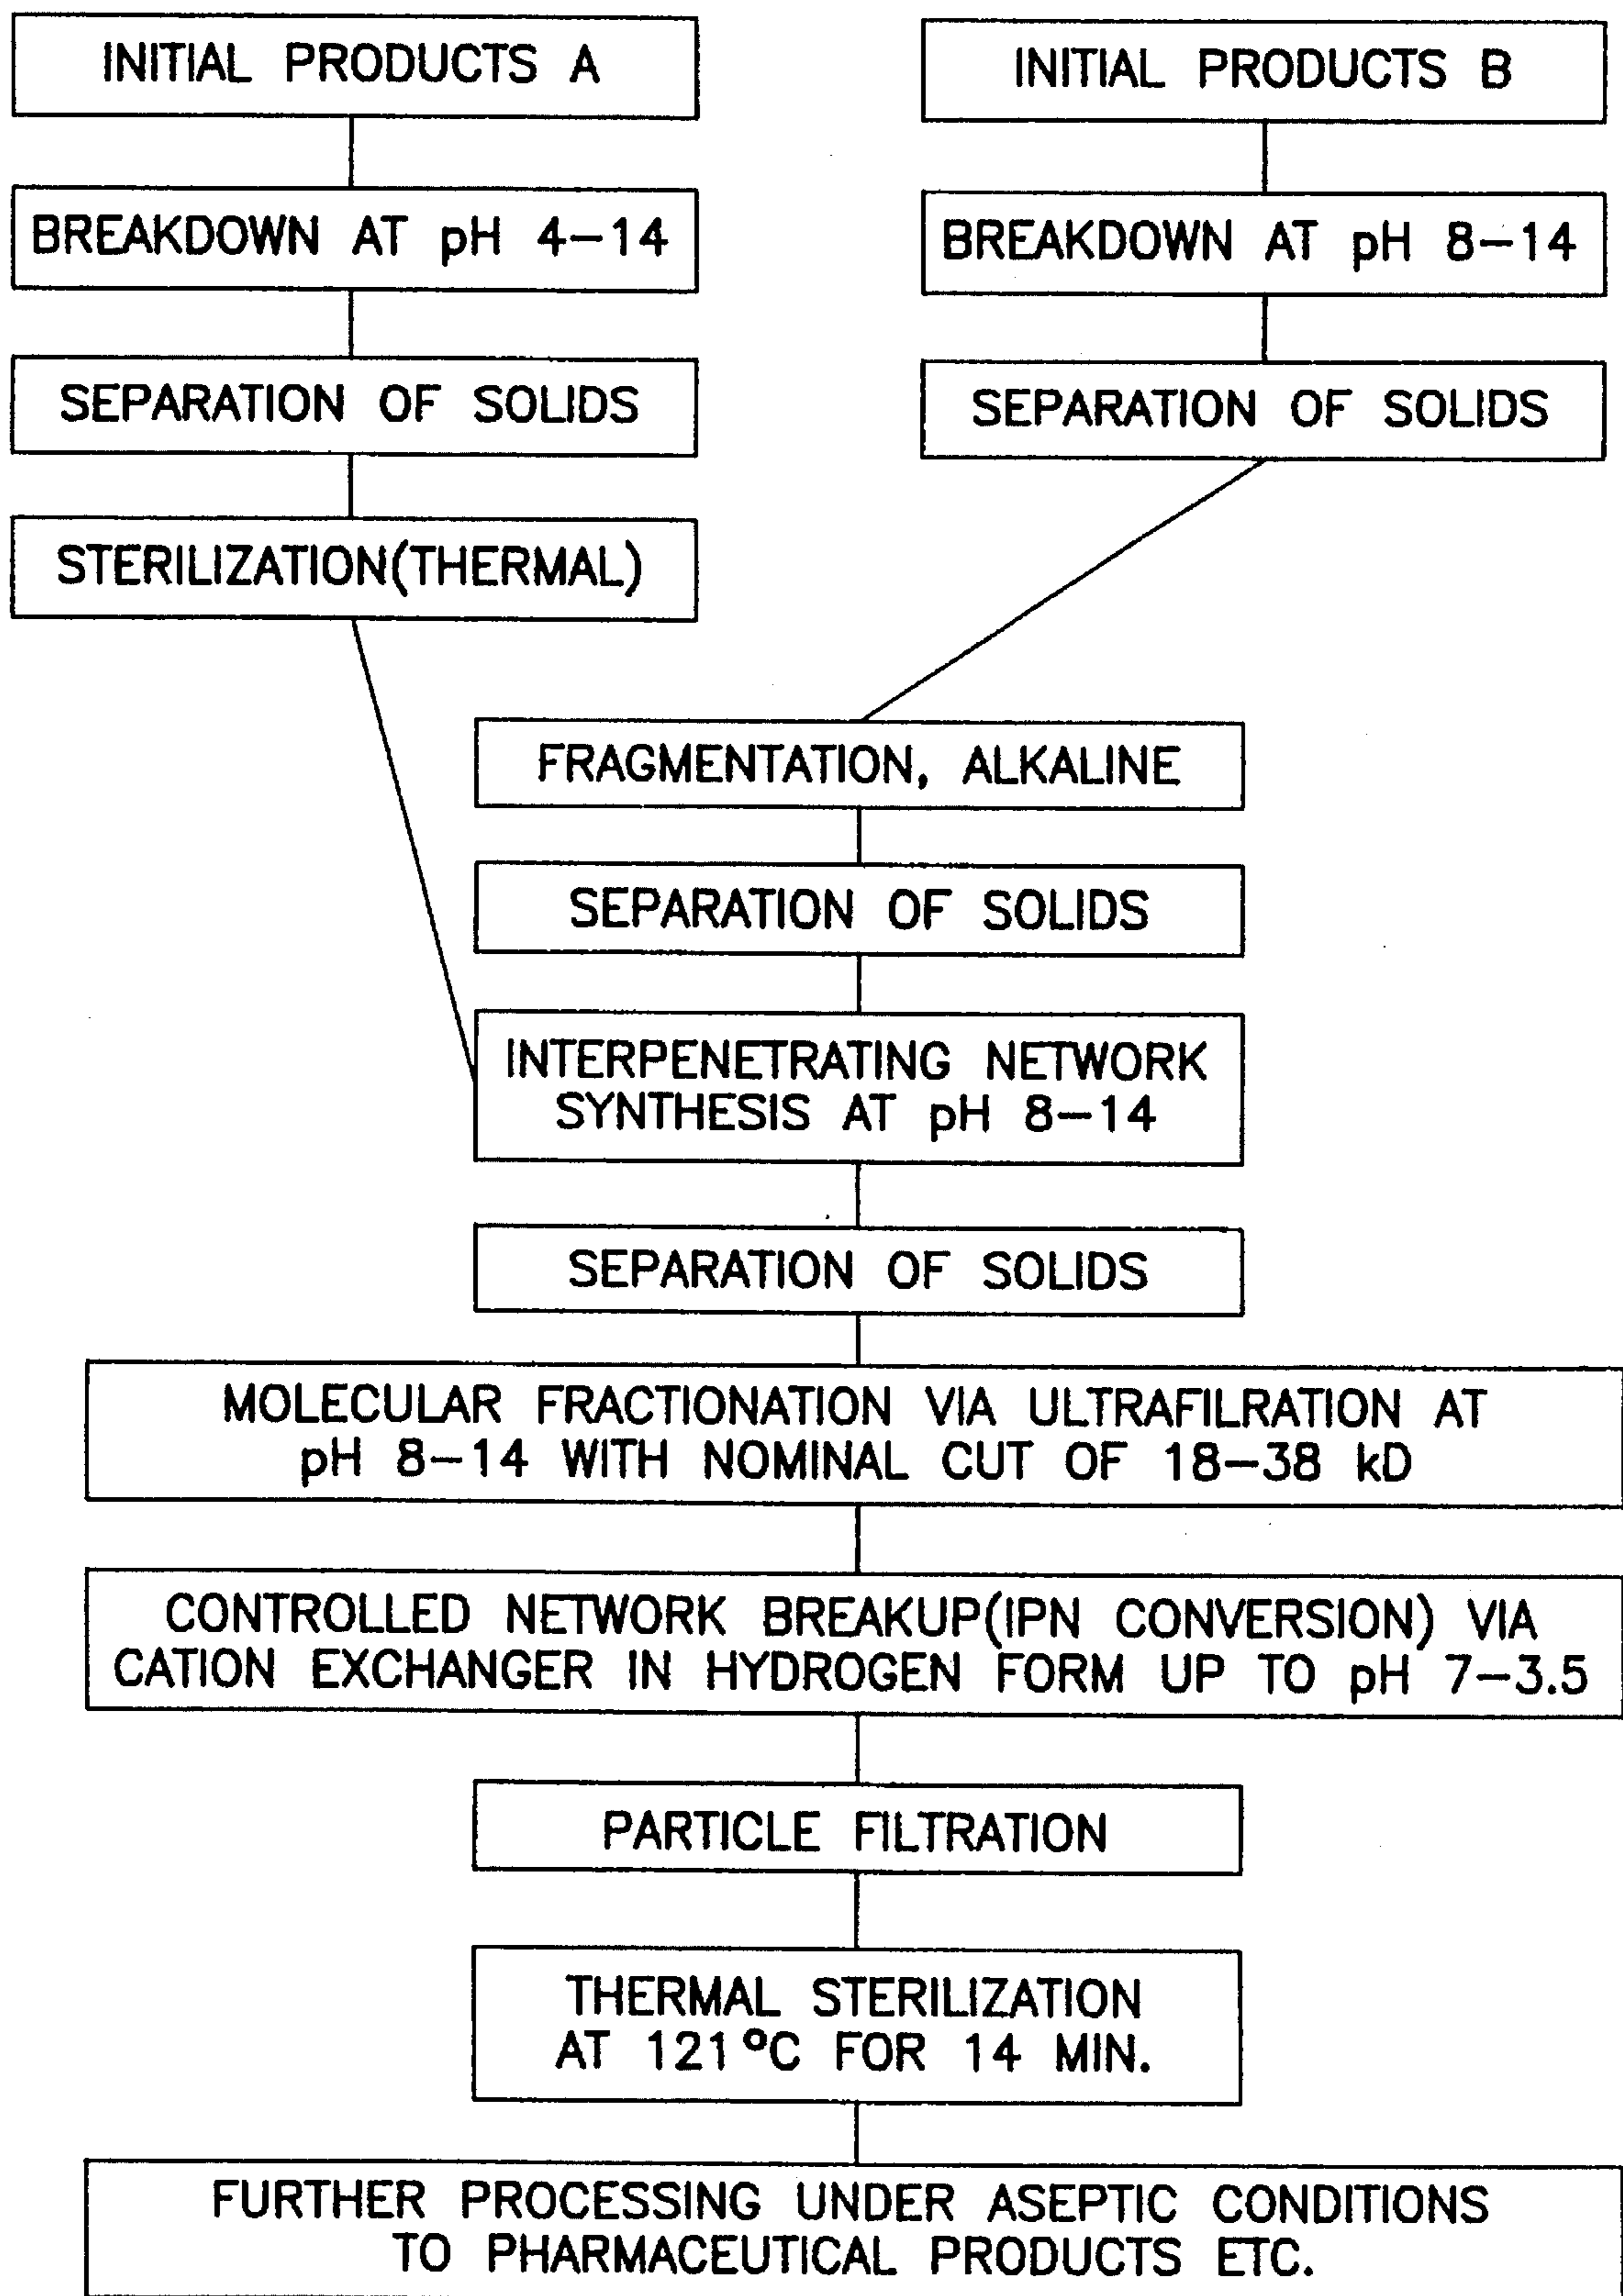 INITIAL PRODUCTS A
INITIAL PRODUCTS B
BREAKDOWN AT pH 4–14
BREAKDOWN AT pH 8–14
SEPARATION OF SOLIDS
SEPARATION OF SOLIDS
STERILIZATION(THERMAL)
FRAGMENTATION, ALKALINE
SEPARATION OF SOLIDS
INTERPENETRATING NETWORK
SYNTHESIS AT pH 8–14
SEPARATION OF SOLIDS
MOLECULAR FRACTIONATION VIA ULTRAFILRATION AT
pH 8–14 WITH NOMINAL CUT OF 18–38 kD
CONTROLLED NETWORK BREAKUP(IPN CONVERSION) VIA
CATION EXCHANGER IN HYDROGEN FORM UP TO pH 7–3.5
PARTICLE FILTRATION
THERMAL STERILIZATION
AT 121°C FOR 14 MIN.
FURTHER PROCESSING UNDER ASEPTIC CONDITIONS
TO PHARMACEUTICAL PRODUCTS ETC.